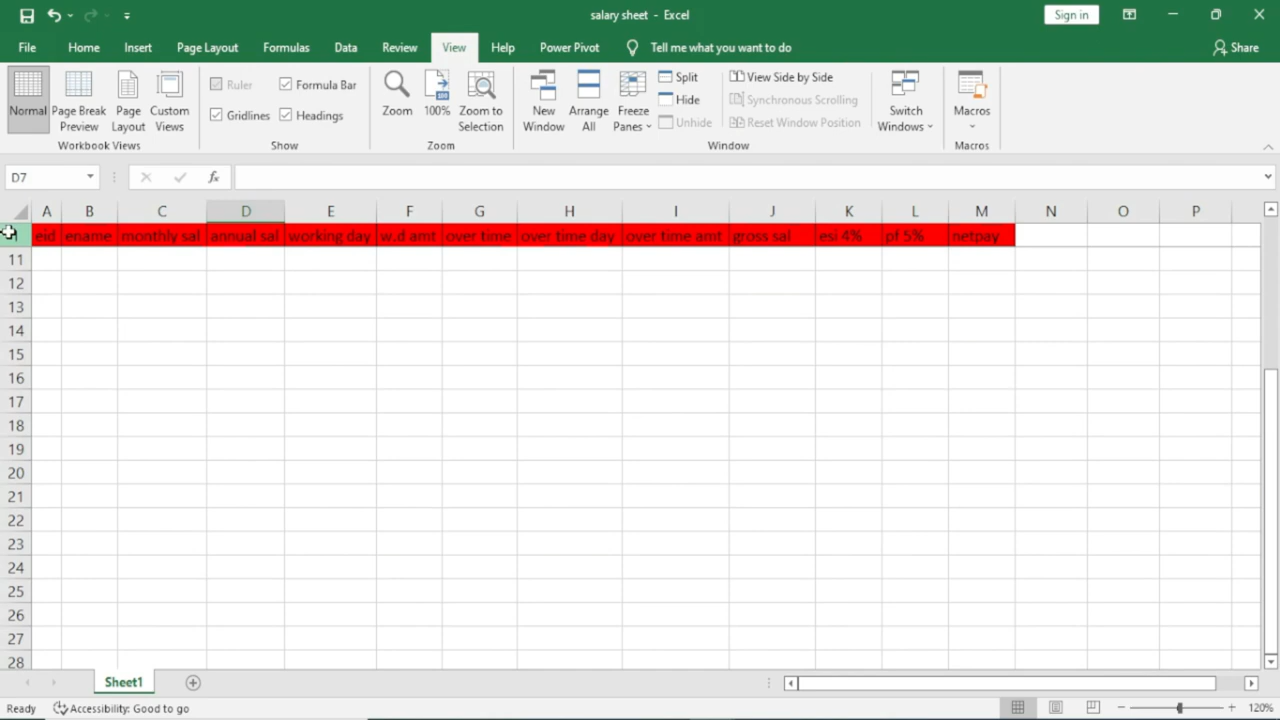 salary sheet - Excel
Sign in
File Home Insert Page Layout Formulas Data Review View Help Power Pivot Tell me what you want to do Share
Normal Page Break Preview Page Layout Custom Views
Workbook Views
Ruler Formula Bar
Gridlines Headings
Show
Zoom 100% Zoom to Selection
Zoom
New Window Arrange All Freeze Panes
Split
Hide
Unhide
View Side by Side
Synchronous Scrolling
Reset Window Position
Switch Windows
Window
Macros
Macros
D7 fx
A B C D E F G H I J K L M N O P
eid ename monthly sal annual sal working day w.d amt over time over time day over time amt gross sal esi 4% pf 5% netpay
11
12
13
14
15
16
17
18
19
20
21
22
23
24
25
26
27
28
Sheet1
Ready Accessibility: Good to go 120%